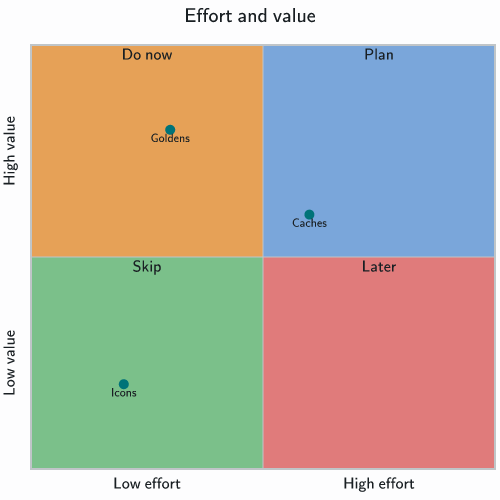 Effort and value
Do now
Plan
High value
Goldens
Caches
Skip
Later
Low value
Icons
Low effort
High effort